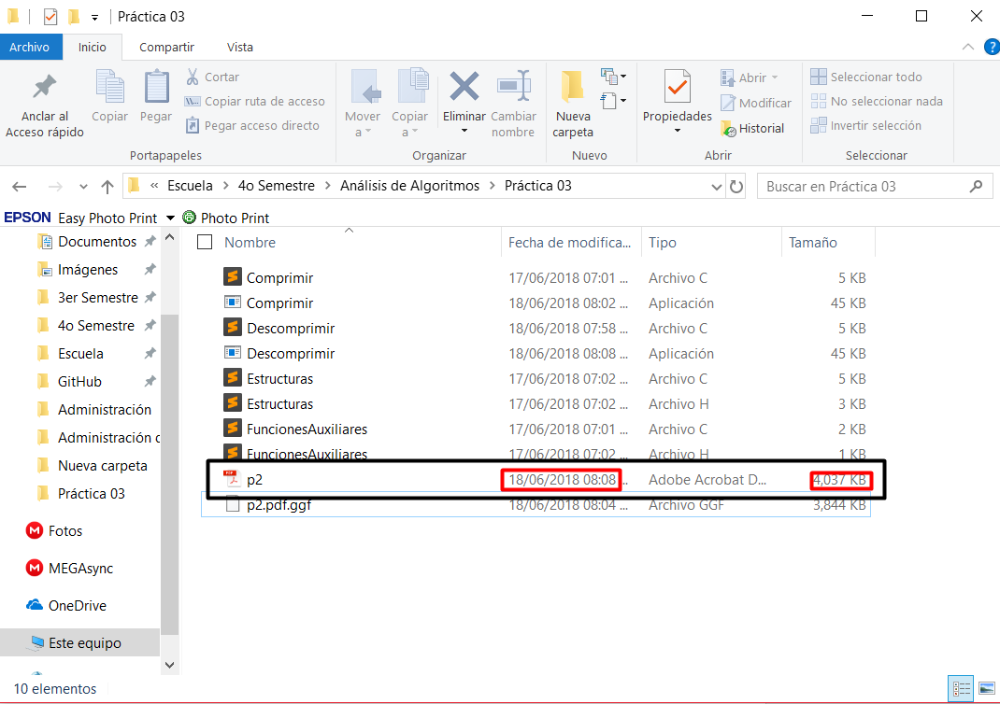 Práctica 03
Archivo Inicio Compartir Vista
Anclar al Acceso rápido
Copiar
Pegar
Cortar
Copiar ruta de acceso
Pegar acceso directo
Portapapeles
Mover a
Copiar a
Eliminar
Cambiar nombre
Organizar
Nueva carpeta
Nuevo
Propiedades
Abrir
Modificar
Historial
Abrir
Seleccionar todo
No seleccionar nada
Invertir selección
Seleccionar
« Escuela > 4o Semestre > Análisis de Algoritmos > Práctica 03
Buscar en Práctica 03
EPSON Easy Photo Print Photo Print
Documentos
Imágenes
3er Semestre
4o Semestre
Escuela
GitHub
Administración
Administración c
Nueva carpeta
Práctica 03
Fotos
MEGAsync
OneDrive
Este equipo
Nombre Fecha de modifica... Tipo Tamaño
Comprimir 17/06/2018 07:01 ... Archivo C 5 KB
Comprimir 18/06/2018 08:02 ... Aplicación 45 KB
Descomprimir 18/06/2018 07:58 ... Archivo C 5 KB
Descomprimir 18/06/2018 08:08 ... Aplicación 45 KB
Estructuras 17/06/2018 07:02 ... Archivo C 5 KB
Estructuras 17/06/2018 07:02 ... Archivo H 3 KB
FuncionesAuxiliares 17/06/2018 07:01 ... Archivo C 2 KB
FuncionesAuxiliares 17/06/2018 07:02 ... Archivo H 1 KB
p2 18/06/2018 08:08 ... Adobe Acrobat D... 4,037 KB
p2.pdf.ggf 18/06/2018 08:04 ... Archivo GGF 3,844 KB
10 elementos